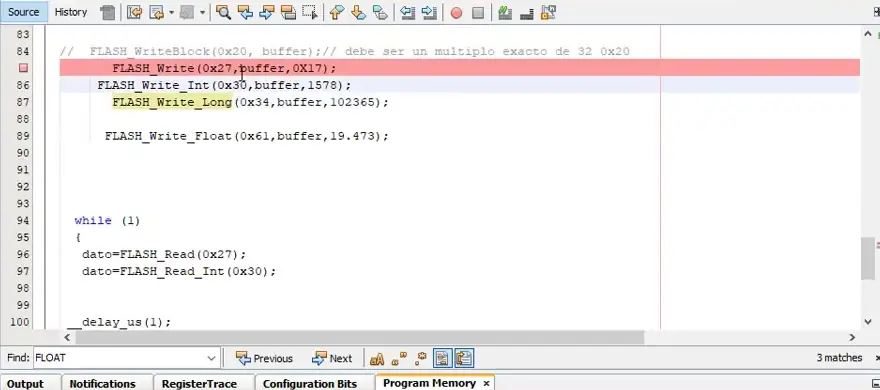 Source History
83
84 //  FLASH_WriteBlock(0x20, buffer);// debe ser un multiplo exacto de 32 0x20
FLASH_Write(0x27,buffer,0X17);
86 FLASH_Write_Int(0x30,buffer,1578);
87 FLASH_Write_Long(0x34,buffer,102365);
88
89 FLASH_Write_Float(0x61,buffer,19.473);
90
91
92
93
94 while (1)
95 {
96 dato=FLASH_Read(0x27);
97 dato=FLASH_Read_Int(0x30);
98
99
100 __delay_us(1);
Find: FLOAT Previous Next 3 matches
Output Notifications RegisterTrace Configuration Bits Program Memory ×